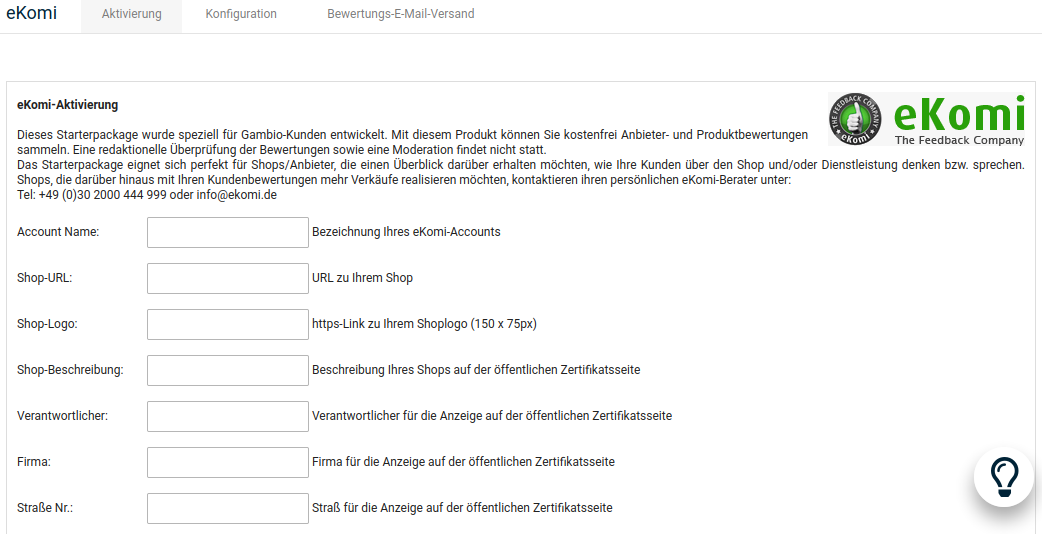 eKomi Aktivierung Konfiguration Bewertungs-E-Mail-Versand
eKomi-Aktivierung
THE FEEDBACK COMPANY
eKomi
eKomi
The Feedback Company
Dieses Starterpackage wurde speziell für Gambio-Kunden entwickelt. Mit diesem Produkt können Sie kostenfrei Anbieter- und Produktbewertungen
sammeln. Eine redaktionelle Überprüfung der Bewertungen sowie eine Moderation findet nicht statt.
Das Starterpackage eignet sich perfekt für Shops/Anbieter, die einen Überblick darüber erhalten möchten, wie Ihre Kunden über den Shop und/oder Dienstleistung denken bzw. sprechen.
Shops, die darüber hinaus mit Ihren Kundenbewertungen mehr Verkäufe realisieren möchten, kontaktieren ihren persönlichen eKomi-Berater unter:
Tel: +49 (0)30 2000 444 999 oder info@ekomi.de
Account Name: Bezeichnung Ihres eKomi-Accounts
Shop-URL: URL zu Ihrem Shop
Shop-Logo: https-Link zu Ihrem Shoplogo (150 x 75px)
Shop-Beschreibung: Beschreibung Ihres Shops auf der öffentlichen Zertifikatsseite
Verantwortlicher: Verantwortlicher für die Anzeige auf der öffentlichen Zertifikatsseite
Firma: Firma für die Anzeige auf der öffentlichen Zertifikatsseite
Straße Nr.: Straß für die Anzeige auf der öffentlichen Zertifikatsseite